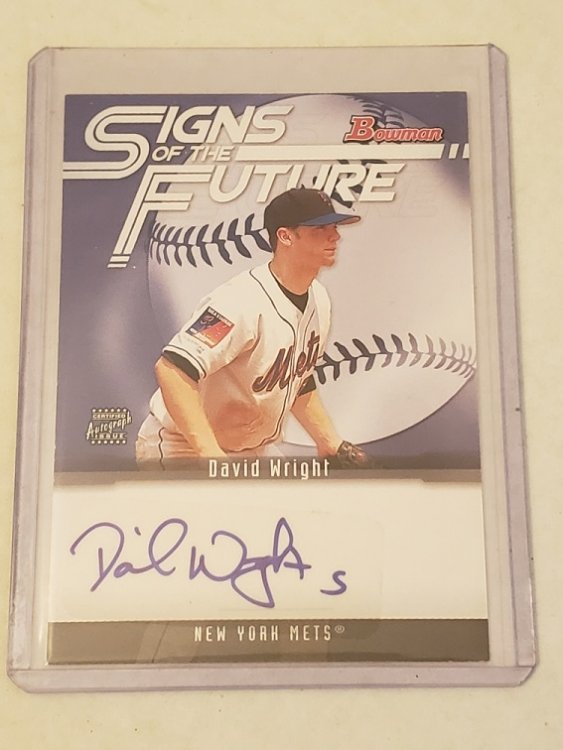 SIGNS
OF THE
FUTURE
Bowman
Mets
CERTIFIED
Autograph
ISSUE
David Wright
David Wright 5
NEW YORK METS®